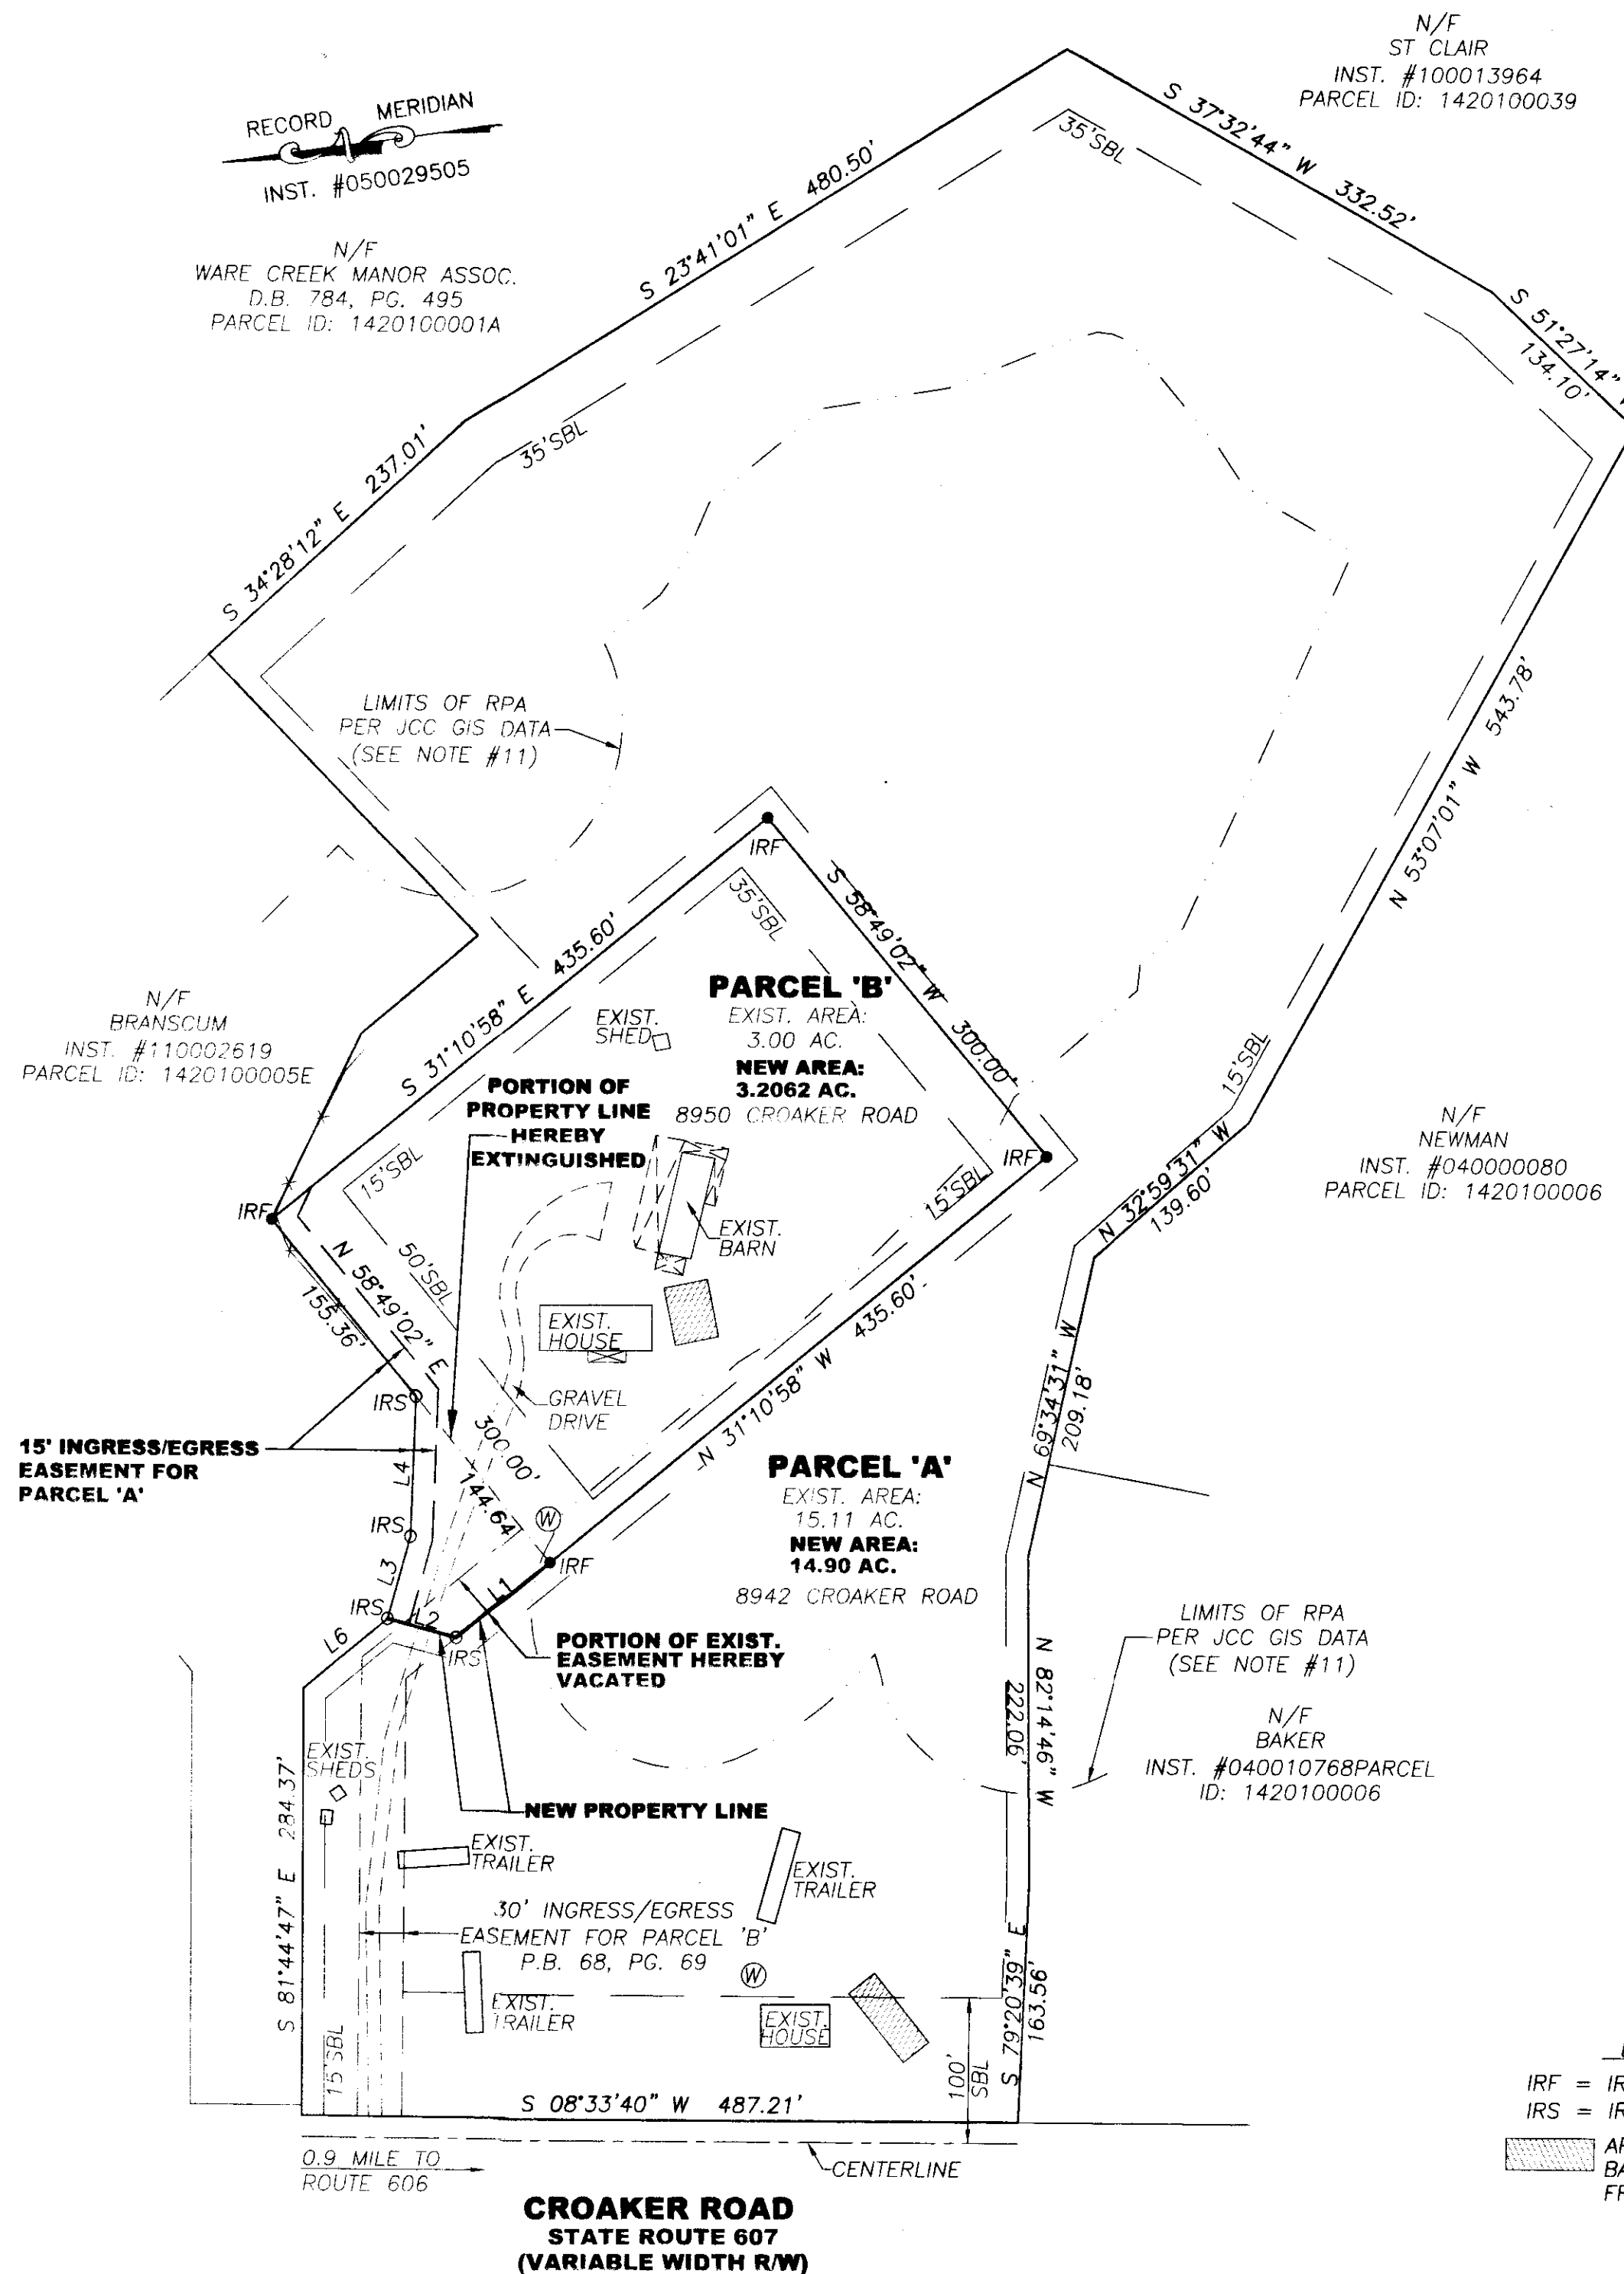 RECORD MERIDIAN
INST. #050029505
N/F
WARE CREEK MANOR ASSOC.
D.B. 784, PG. 495
PARCEL ID: 1420100001A
N/F
ST CLAIR
INST. #100013964
PARCEL ID: 1420100039
S 34°28'12" E 237.01'
S 23°41'01" E 480.50'
S 37°32'44" W 332.52'
S 51°27'14" W
134.10'
35'SBL
35'SBL
N 53°07'01" W 543.78'
LIMITS OF RPA
PER JCC GIS DATA
(SEE NOTE #11)
IRF
35'SBL
S 58°49'02" W 300.00'
S 31°10'58" E 435.60'
PARCEL 'B'
EXIST. AREA:
3.00 AC.
NEW AREA:
3.2062 AC.
8950 CROAKER ROAD
EXIST.
SHED
N/F
BRANSCUM
INST. #110002619
PARCEL ID: 1420100005E
PORTION OF
PROPERTY LINE
HEREBY
EXTINGUISHED
15'SBL
15'SBL
N/F
NEWMAN
INST. #040000080
PARCEL ID: 1420100006
IRF
15'SBL
N 32°59'31" W
139.60'
IRF
N 58°49'02" E
155.36'
50'SBL
EXIST.
BARN
EXIST.
HOUSE
N 31°10'58" W 435.60'
N 69°34'31" W
209.18'
IRS
GRAVEL
DRIVE
300.00'
144.64'
15' INGRESS/EGRESS
EASEMENT FOR
PARCEL 'A'
L4
IRS
L3
W
IRF
L1
PARCEL 'A'
EXIST. AREA:
15.11 AC.
NEW AREA:
14.90 AC.
8942 CROAKER ROAD
IRS
L2
L6
IRS
PORTION OF EXIST.
EASEMENT HEREBY
VACATED
N 82°14'46" W
222.06'
LIMITS OF RPA
PER JCC GIS DATA
(SEE NOTE #11)
N/F
BAKER
INST. #040010768PARCEL
ID: 1420100006
EXIST.
SHEDS
S 81°44'47" E 284.37'
NEW PROPERTY LINE
EXIST.
TRAILER
EXIST.
TRAILER
30' INGRESS/EGRESS
EASEMENT FOR PARCEL 'B'
P.B. 68, PG. 69
W
EXIST.
TRAILER
EXIST.
HOUSE
S 79°20'39" E
163.56'
100'
SBL
15'SBL
S 08°33'40" W 487.21'
0.9 MILE TO
ROUTE 606
CENTERLINE
CROAKER ROAD
STATE ROUTE 607
(VARIABLE WIDTH R/W)
IRF =
IRS =